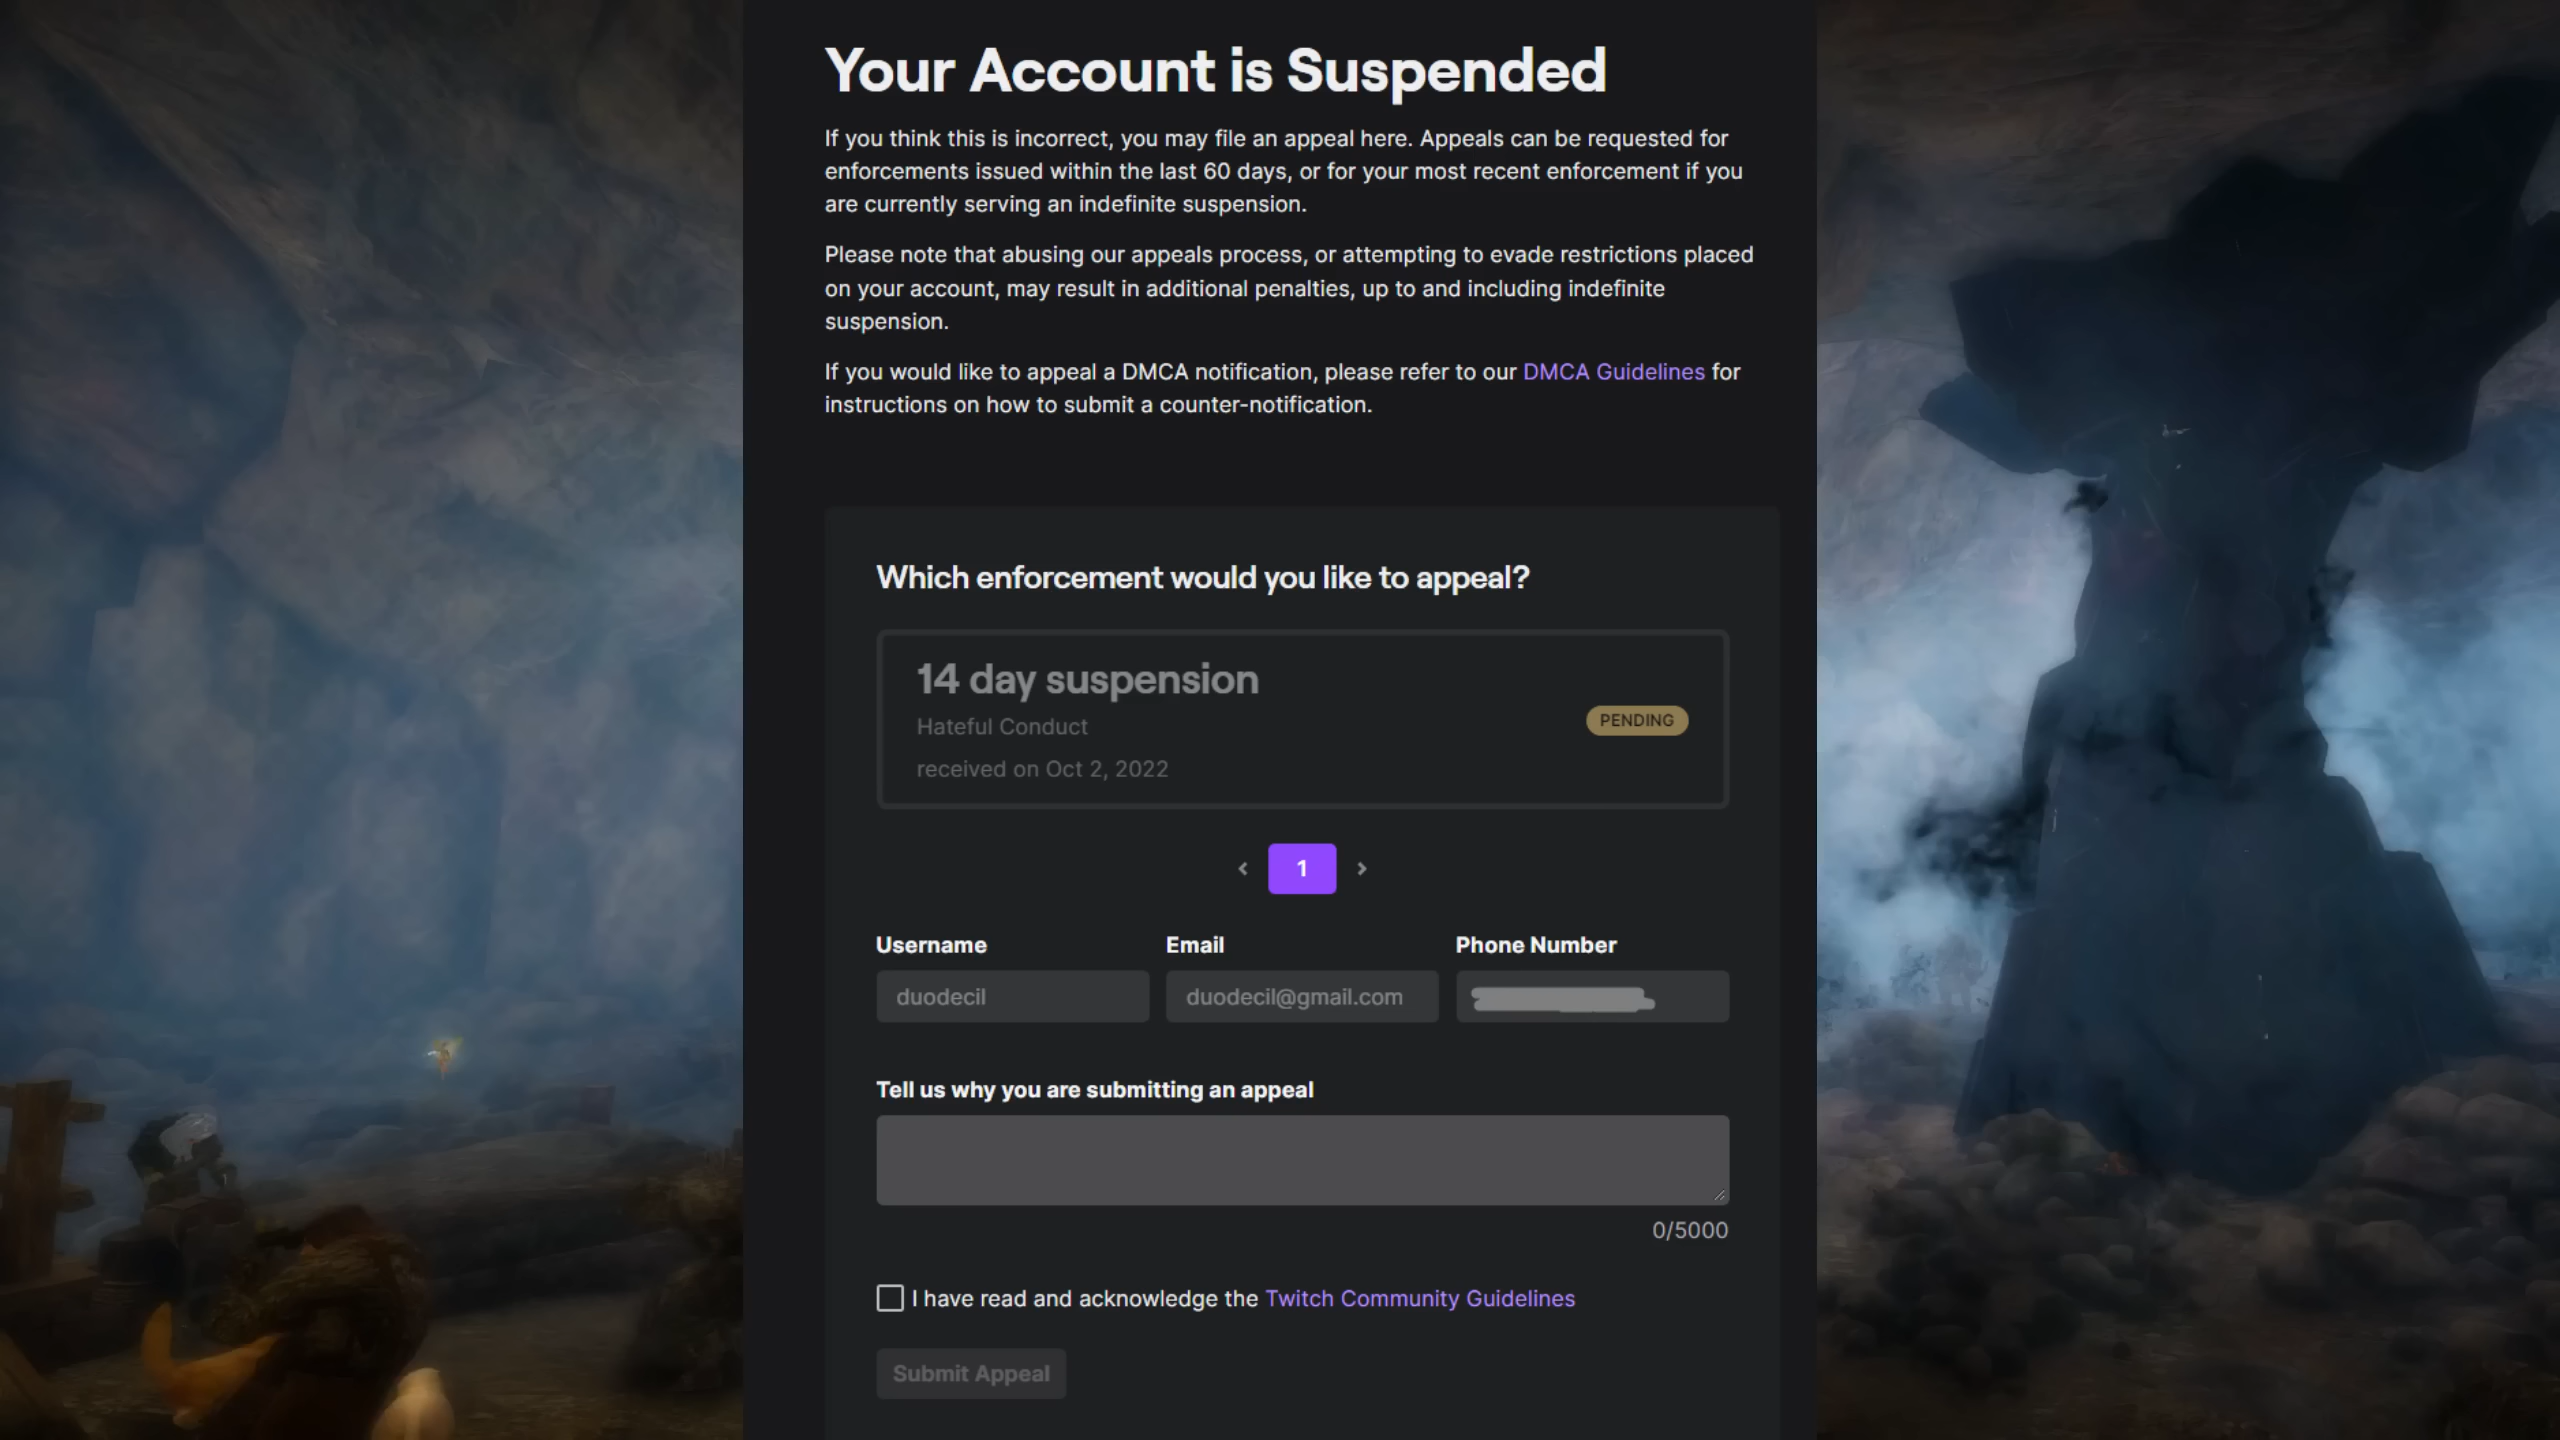 Your Account is Suspended
If you think this is incorrect, you may file an appeal here. Appeals can be requested for
enforcements issued within the last 60 days, or for your most recent enforcement if you
are currently serving an indefinite suspension.
Please note that abusing our appeals process, or attempting to evade restrictions placed
on your account, may result in additional penalties, up to and including indefinite
suspension.
If you would like to appeal a DMCA notification, please refer to our DMCA Guidelines for
instructions on how to submit a counter-notification.
Which enforcement would you like to appeal?
14 day suspension
Hateful Conduct
PENDING
received on Oct 2, 2022
1
Username Email Phone Number
duodecil duodecil@gmail.com
Tell us why you are submitting an appeal
0/5000
I have read and acknowledge the Twitch Community Guidelines
Submit Appeal